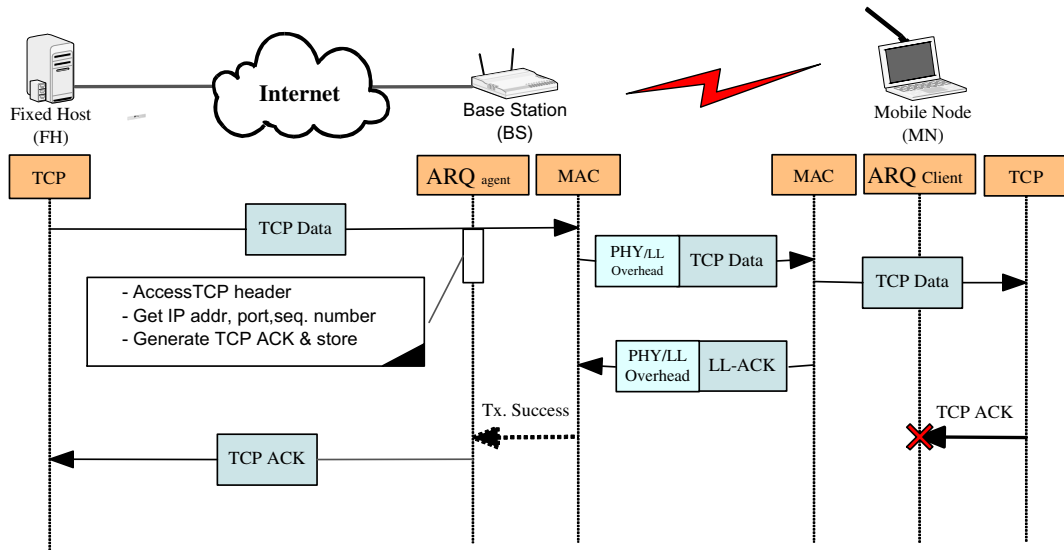 Internet
Fixed Host
(FH)
Base Station
(BS)
Mobile Node
(MN)
TCP
ARQ agent
MAC
MAC
ARQ Client
TCP
TCP Data
PHY/LL
Overhead
TCP Data
TCP Data
- AccessTCP header
- Get IP addr, port,seq. number
- Generate TCP ACK & store
PHY/LL
Overhead
LL-ACK
Tx. Success
TCP ACK
TCP ACK